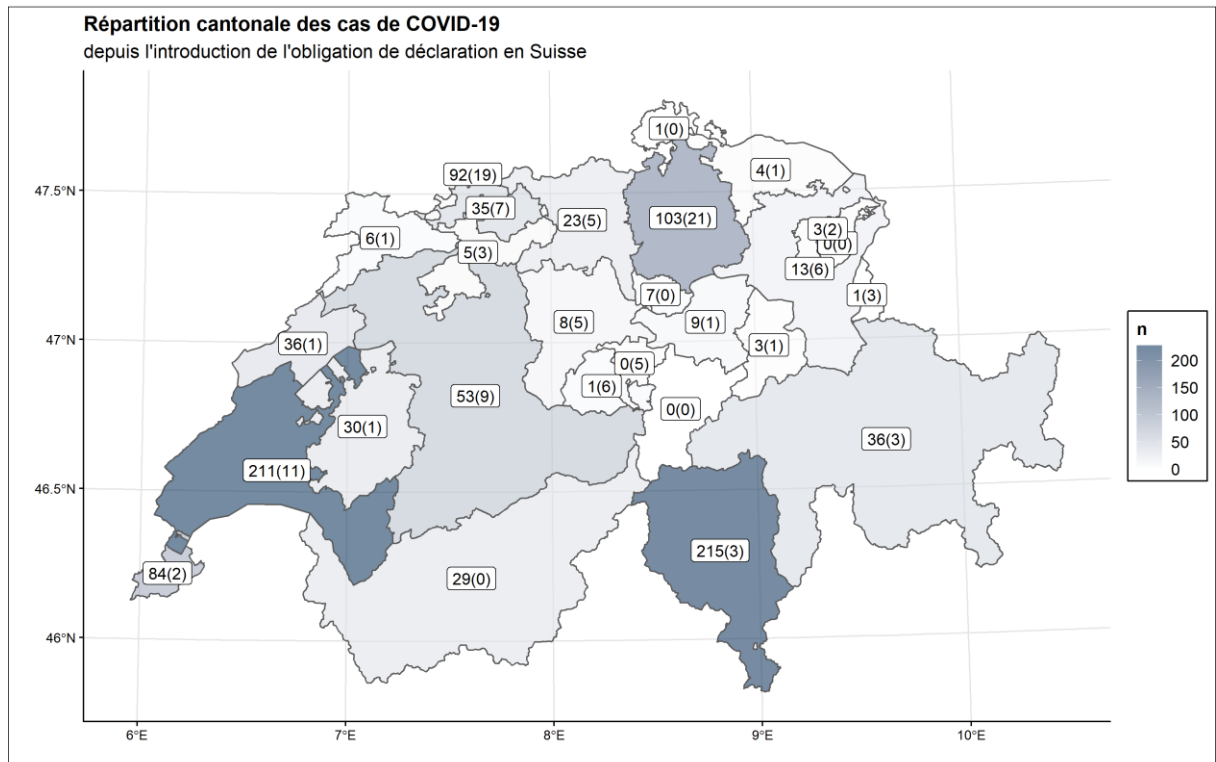 Répartition cantonale des cas de COVID-19
depuis l'introduction de l'obligation de déclaration en Suisse
1(0)
92(19)
4(1)
47.5°N
35(7)
103(21)
23(5)
3(2)
6(1)
0(0)
5(3)
13(6)
7(0)
1(3)
8(5)
9(1)
47°N
36(1)
3(1)
0(5)
1(6)
53(9)
0(0)
30(1)
36(3)
211(11)
46.5°N
215(3)
84(2)
29(0)
46°N
6°E
7°E
8°E
9°E
10°E
n
200
150
100
50
0